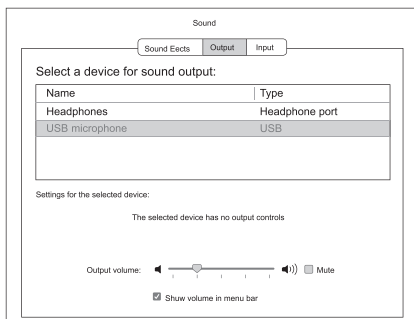 Sound
Sound Eects Output Input
Select a device for sound output:
Name Type
Headphones Headphone port
USB microphone USB
Settings for the selected device:
The selected device has no output controls
Output volume: Mute
Shuw volume in menu bar